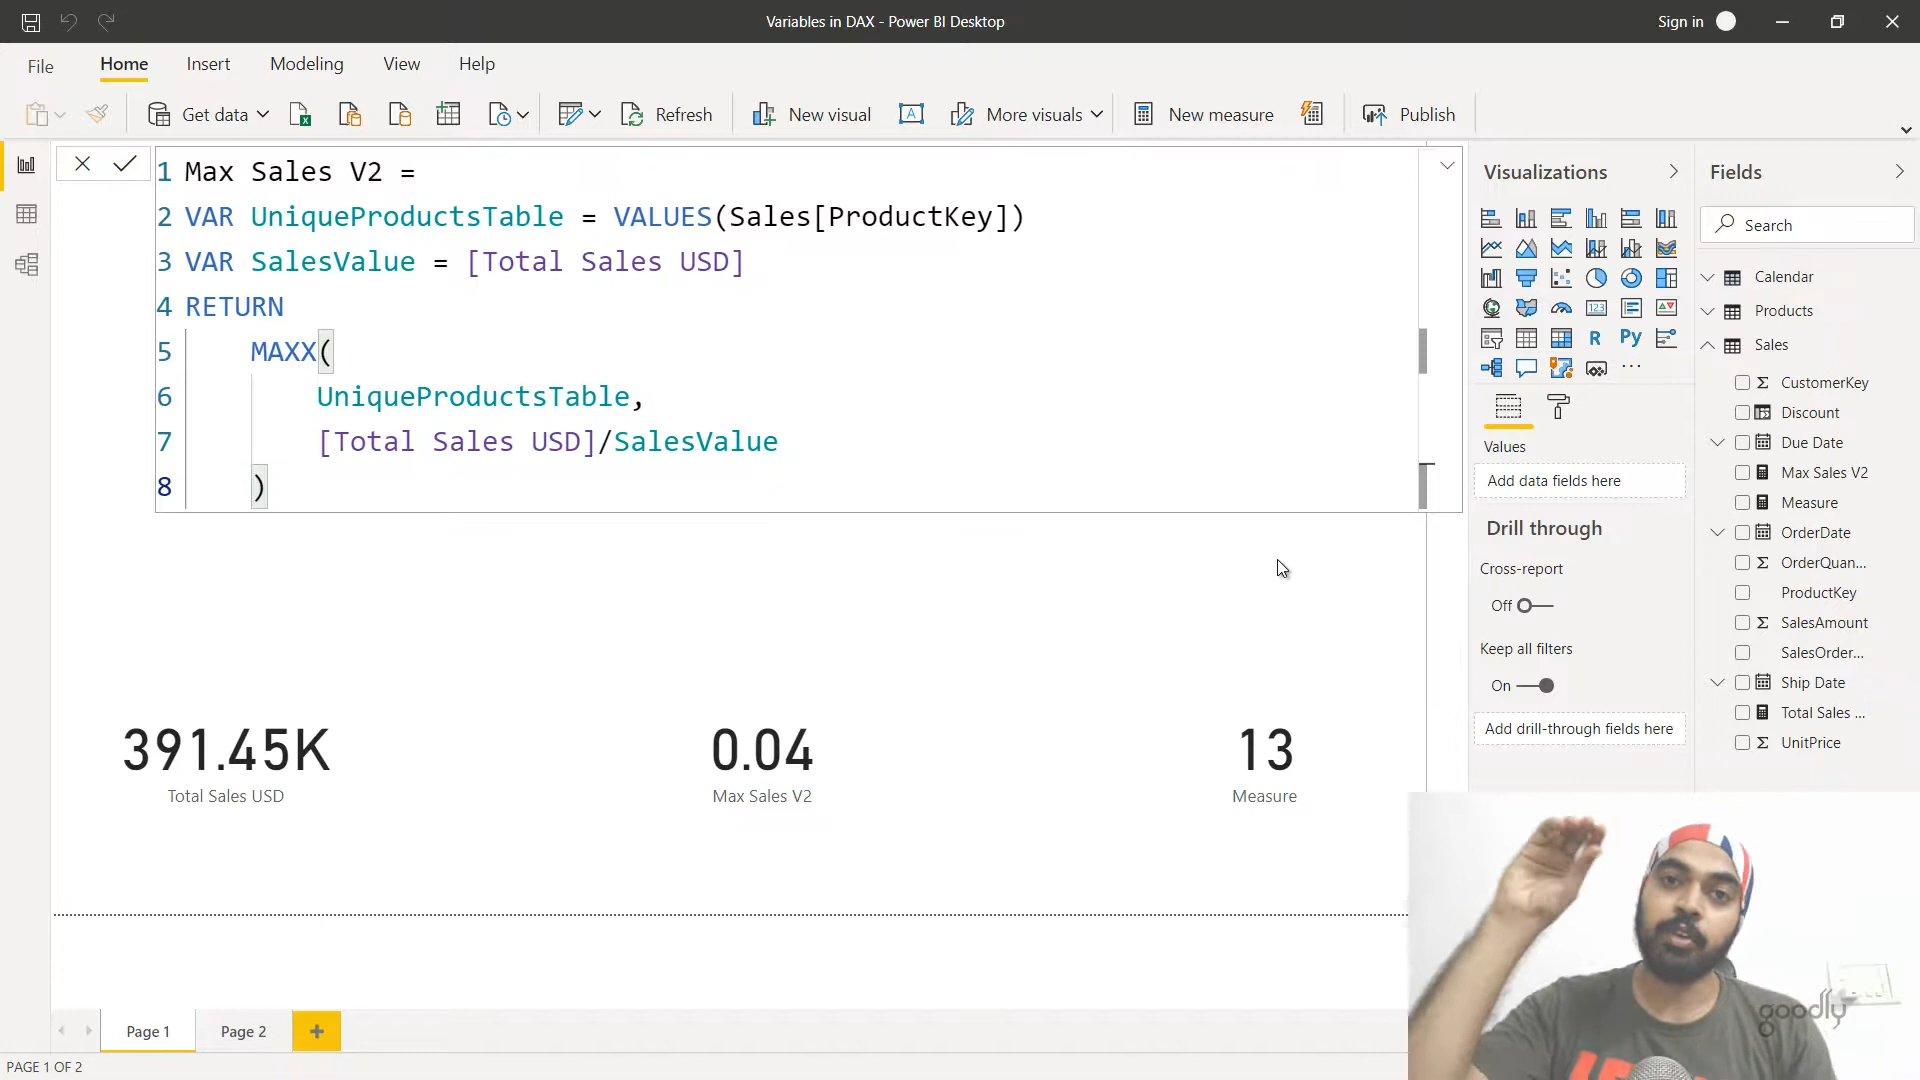 Variables in DAX - Power BI Desktop
Sign in
File
Home
Insert
Modeling
View
Help
Get data
Refresh
New visual
More visuals
New measure
Publish
1 Max Sales V2 =
2 VAR UniqueProductsTable = VALUES(Sales[ProductKey])
3 VAR SalesValue = [Total Sales USD]
4 RETURN
5 MAXX(
6 UniqueProductsTable,
7 [Total Sales USD]/SalesValue
8 )
391.45K
Total Sales USD
0.04
Max Sales V2
13
Measure
Visualizations
123
R
Py
Values
Add data fields here
Drill through
Cross-report
Off
Keep all filters
On
Add drill-through fields here
Fields
Search
Calendar
Products
Sales
CustomerKey
Discount
Due Date
Max Sales V2
Measure
OrderDate
OrderQuan...
ProductKey
SalesAmount
SalesOrder...
Ship Date
Total Sales ...
UnitPrice
goodly
Page 1
Page 2
PAGE 1 OF 2